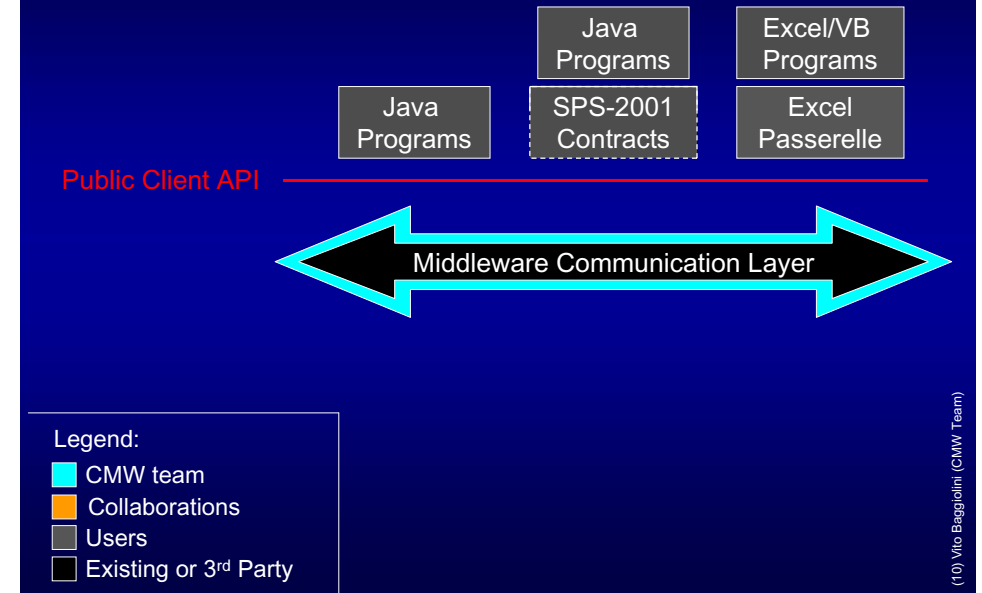 Java
Programs
Excel/VB
Programs
Java
Programs
SPS-2001
Contracts
Excel
Passerelle
Public Client API
Middleware Communication Layer
Legend:
CMW team
Collaborations
Users
Existing or 3rd Party
(10) Vito Baggiolini (CMW Team)